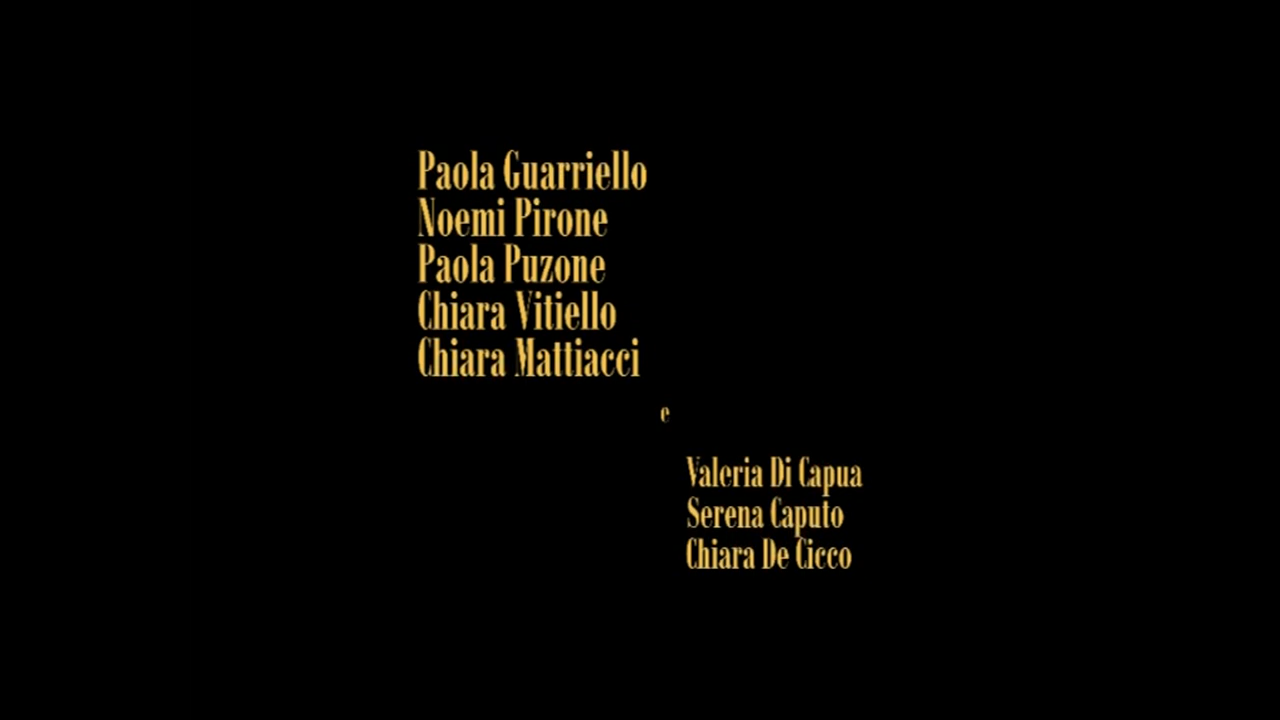 Paola Guarriello
Noemi Pirone
Paola Puzone
Chiara Vitiello
Chiara Mattiacci
e
Valeria Di Capua
Serena Caputo
Chiara De Cicco